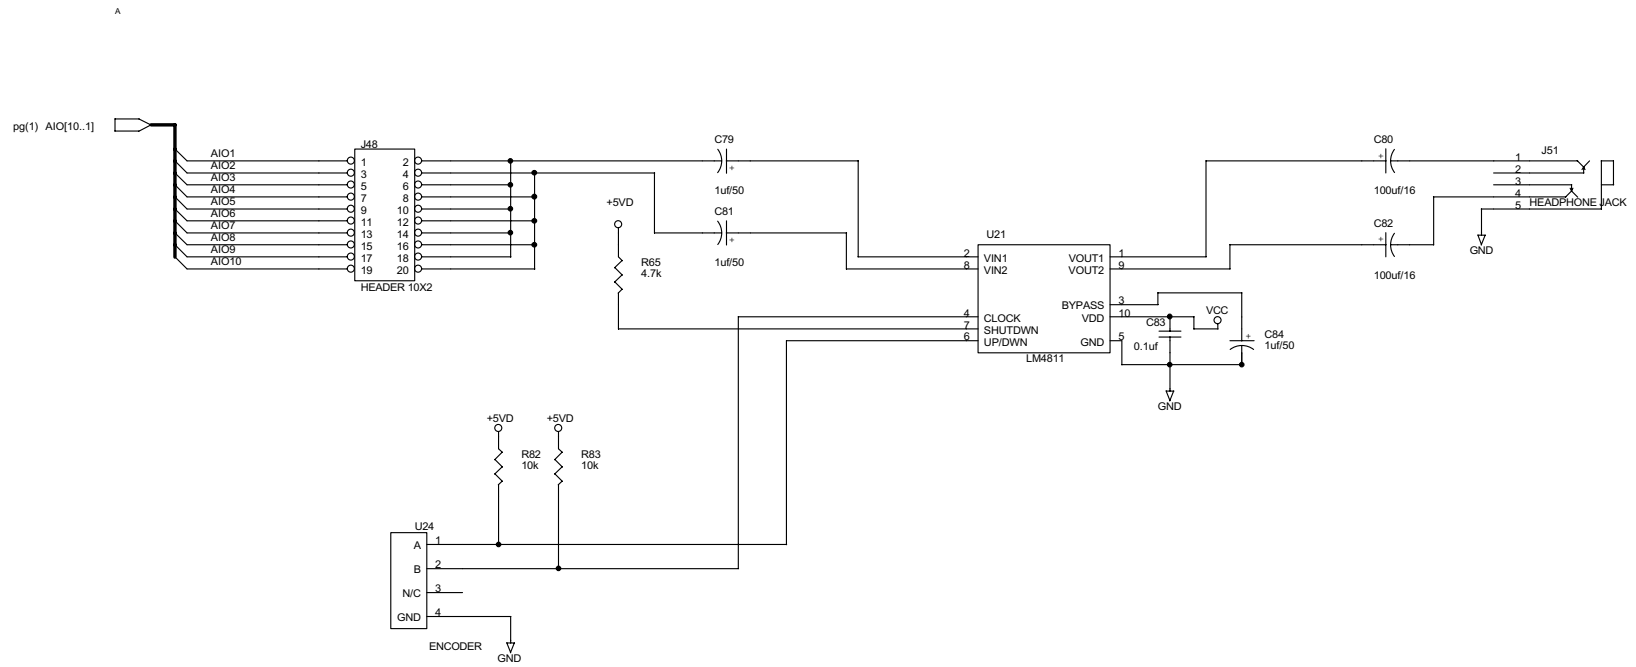 A
pg(1) AIO[10..1]
AIO1
AIO2
AIO3
AIO4
AIO5
AIO6
AIO7
AIO8
AIO9
AIO10
J48
1 2
3 4
5 6
7 8
9 10
11 12
13 14
15 16
17 18
19 20
HEADER 10X2
C79
+
1uf/50
C81
+
1uf/50
+5VD
R65
4.7k
U21
2 VIN1 VOUT1 1
8 VIN2 VOUT2 9
BYPASS 3
4 CLOCK VDD 10
7 SHUTDWN
6 UP/DWN GND 5
LM4811
C83
0.1uf
VCC
+
C84
1uf/50
GND
C80
+
100uf/16
C82
+
100uf/16
J51
1
2
3
4
5
HEADPHONE JACK
GND
+5VD +5VD
R82
10k
R83
10k
U24
A 1
B 2
N/C 3
GND 4
ENCODER
GND